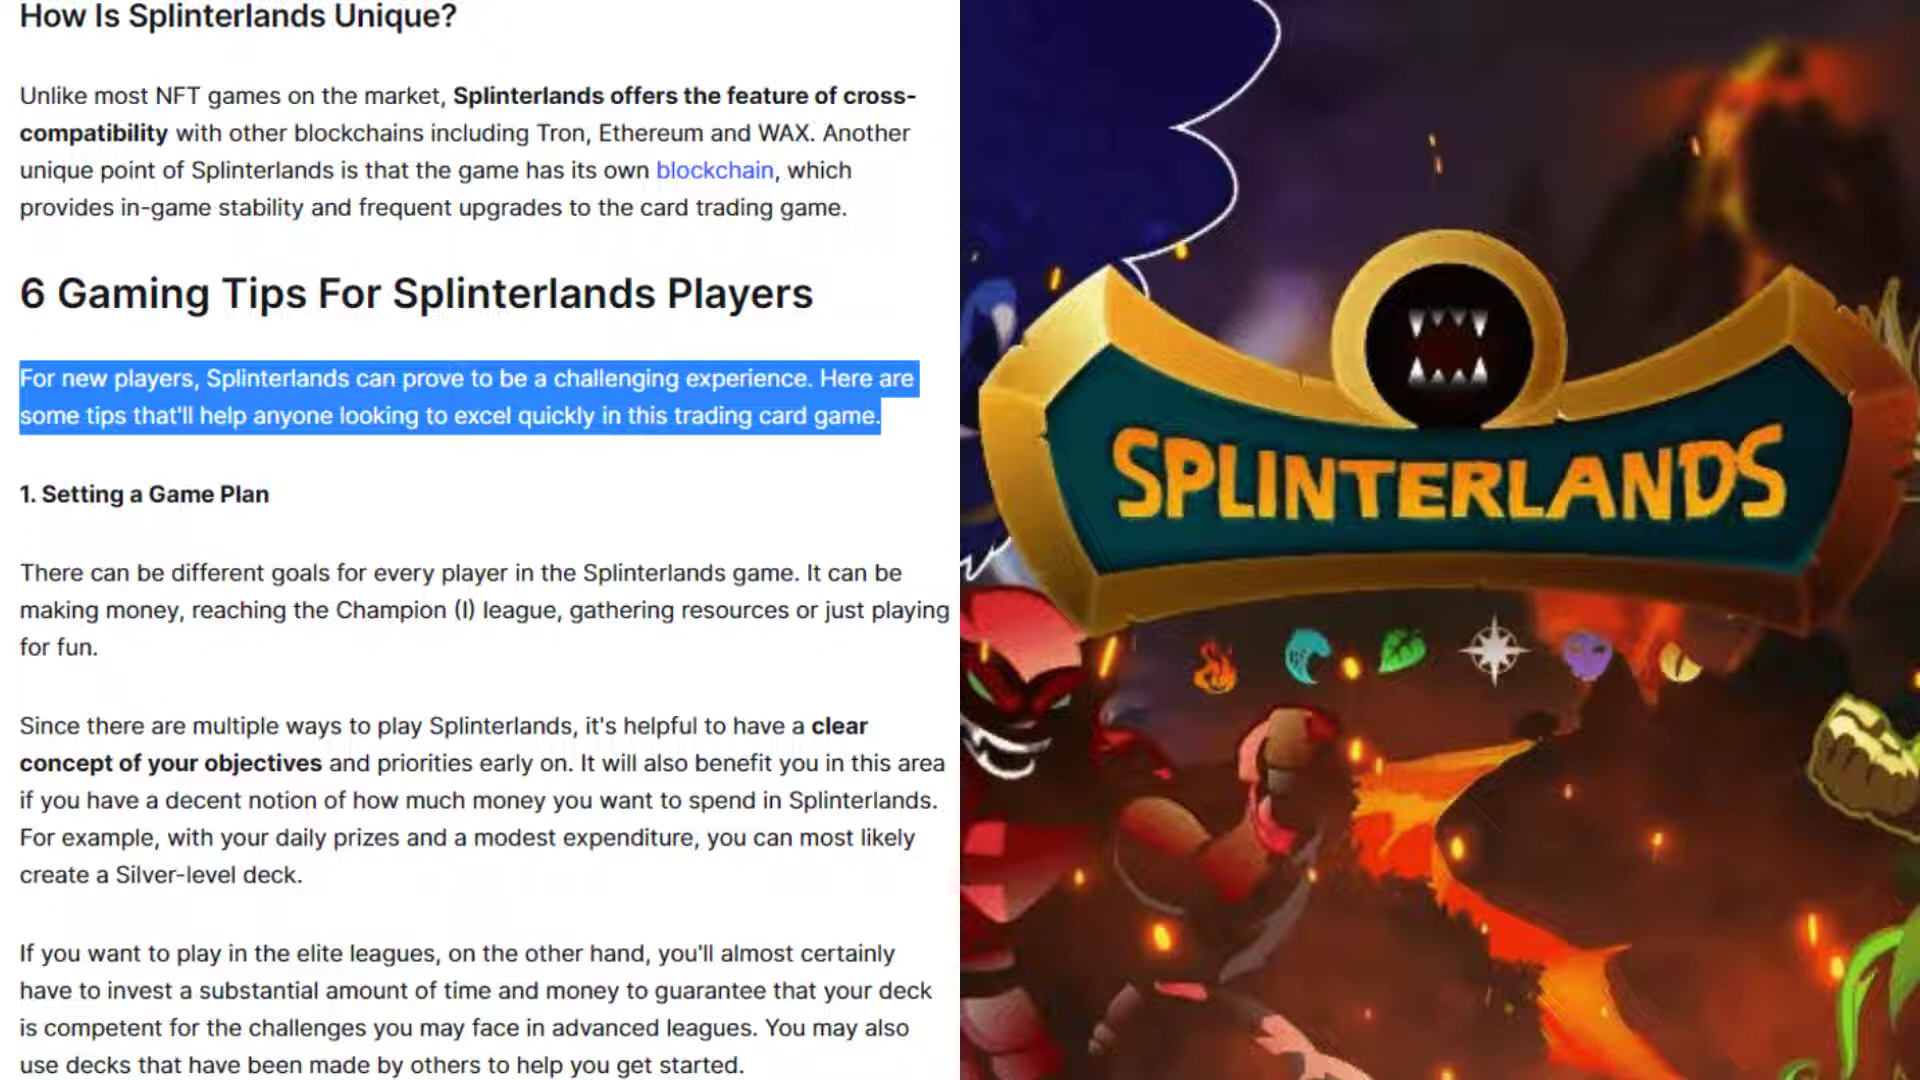 How Is Splinterlands Unique?
Unlike most NFT games on the market, Splinterlands offers the feature of cross-
compatibility with other blockchains including Tron, Ethereum and WAX. Another
unique point of Splinterlands is that the game has its own blockchain, which
provides in-game stability and frequent upgrades to the card trading game.
6 Gaming Tips For Splinterlands Players
For new players, Splinterlands can prove to be a challenging experience. Here are
some tips that'll help anyone looking to excel quickly in this trading card game.
1. Setting a Game Plan
There can be different goals for every player in the Splinterlands game. It can be
making money, reaching the Champion (I) league, gathering resources or just playing
for fun.
Since there are multiple ways to play Splinterlands, it's helpful to have a clear
concept of your objectives and priorities early on. It will also benefit you in this area
if you have a decent notion of how much money you want to spend in Splinterlands.
For example, with your daily prizes and a modest expenditure, you can most likely
create a Silver-level deck.
If you want to play in the elite leagues, on the other hand, you'll almost certainly
have to invest a substantial amount of time and money to guarantee that your deck
is competent for the challenges you may face in advanced leagues. You may also
use decks that have been made by others to help you get started.
SPLINTERLANDS